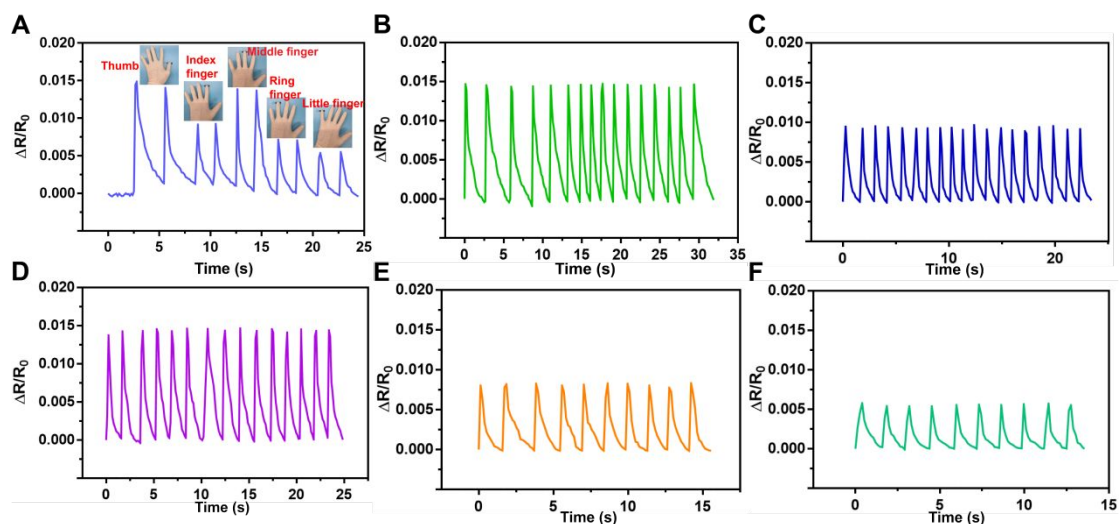 A
0.020
0.015
0.010
0.005
0.000
ΔR/R0
Thumb
Index
finger
Middle finger
Ring
finger
Little finger
0 5 10 15 20 25
Time (s)
B
0.020
0.015
0.010
0.005
0.000
ΔR/R0
0 5 10 15 20 25 30 35
Time (s)
C
0.020
0.015
0.010
0.005
0.000
ΔR/R0
0 10 20
Time (s)
D
0.020
0.015
0.010
0.005
0.000
ΔR/R0
0 5 10 15 20 25
Time (s)
E
0.020
0.015
0.010
0.005
0.000
ΔR/R0
0 5 10 15
Time (s)
F
0.020
0.015
0.010
0.005
0.000
ΔR/R0
0 5 10 15
Time (s)